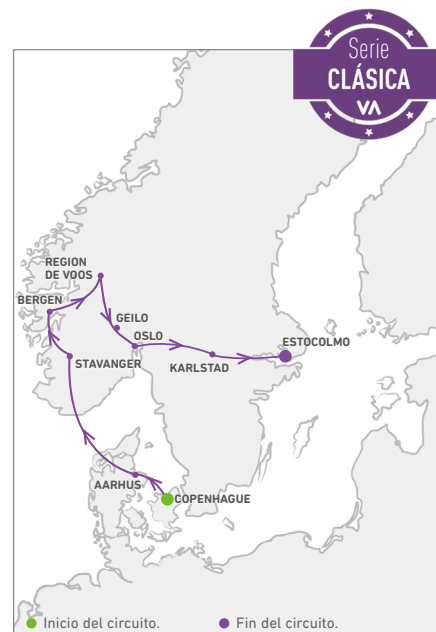 Serie
CLÁSICA
VA
REGION
DE VOOS
BERGEN
GEILO
OSLO
STAVANGER
KARLSTAD
ESTOCOLMO
AARHUS
COPENHAGUE
Inicio del circuito.
Fin del circuito.